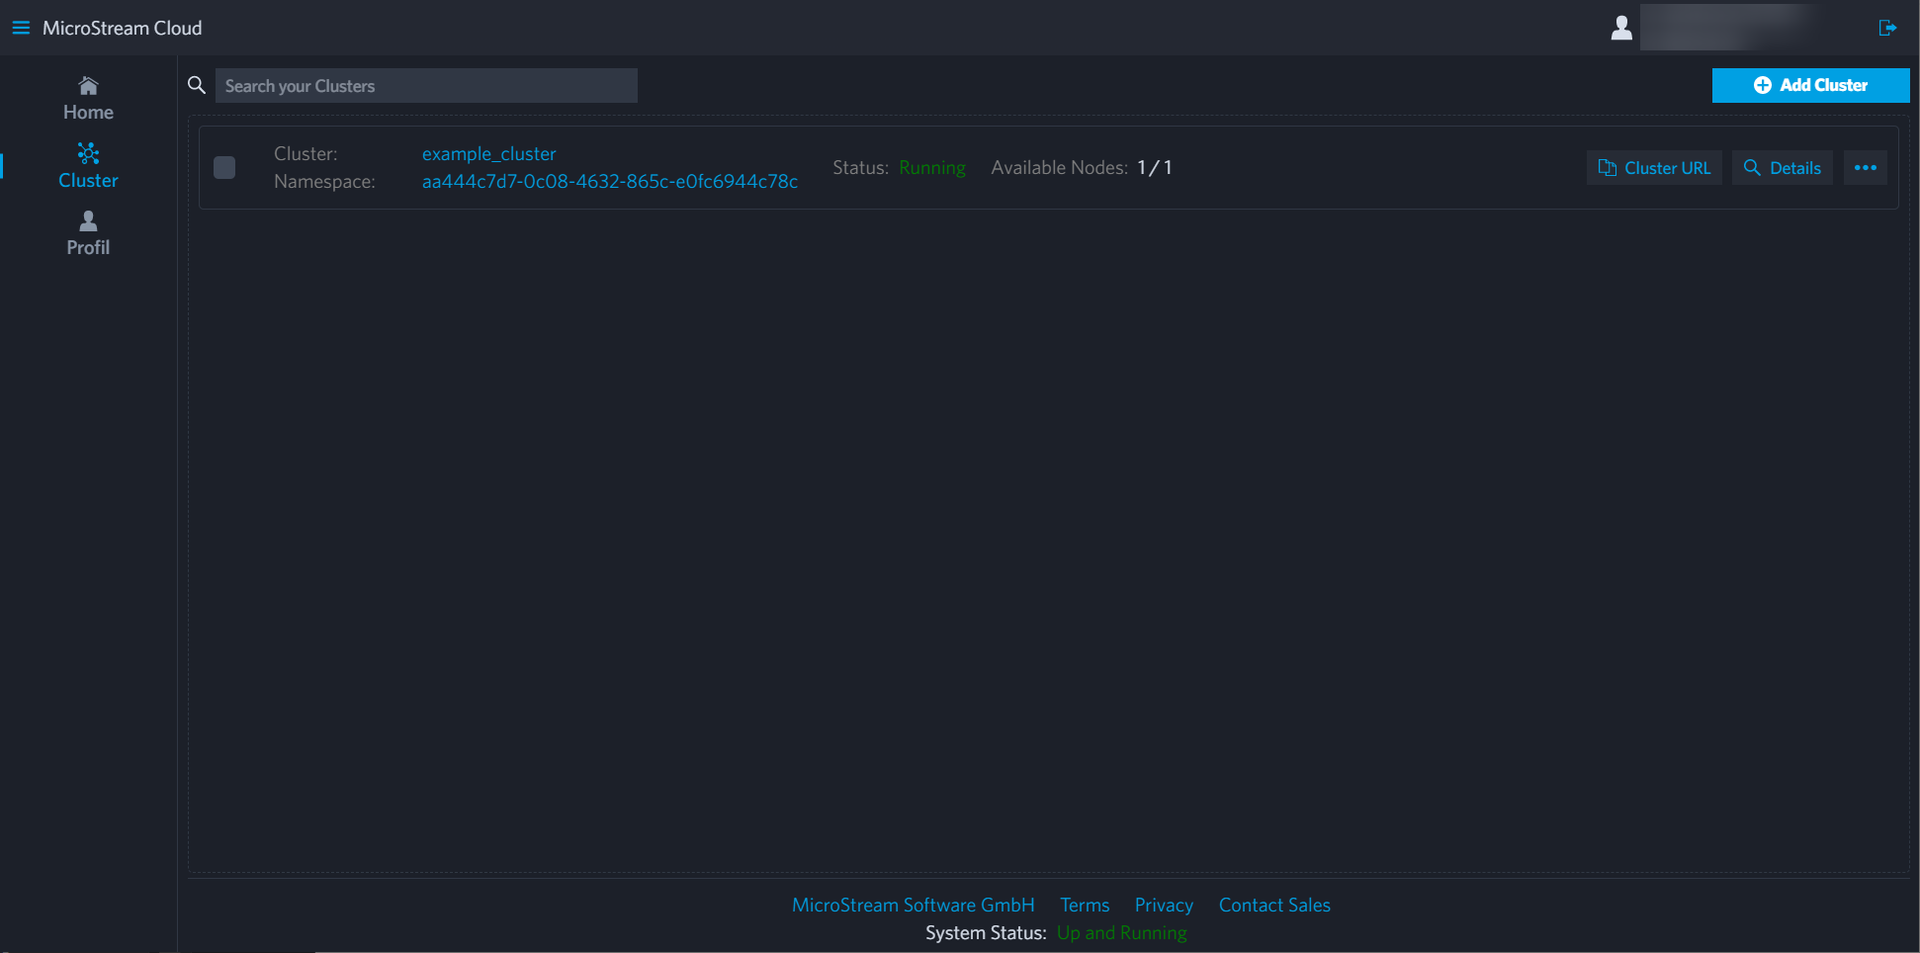 MicroStream Cloud
Home
Cluster
Profil
Search your Clusters
Add Cluster
Cluster: example_cluster
Namespace: aa444c7d7-0c08-4632-865c-e0fc6944c78c
Status: Running Available Nodes: 1 / 1
Cluster URL Details
MicroStream Software GmbH Terms Privacy Contact Sales
System Status: Up and Running